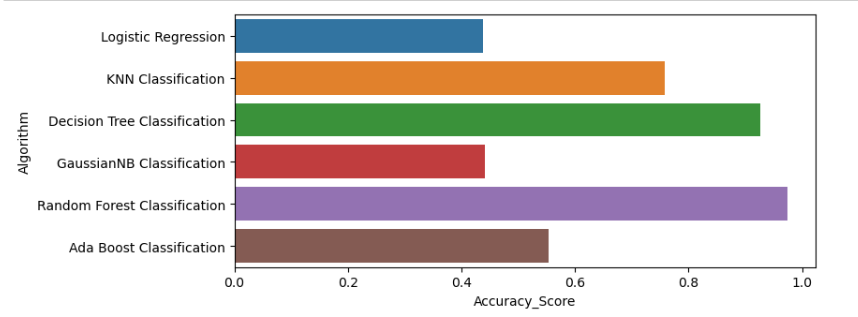 Algorithm
Logistic Regression
KNN Classification
Decision Tree Classification
GaussianNB Classification
Random Forest Classification
Ada Boost Classification
0.0 0.2 0.4 0.6 0.8 1.0
Accuracy_Score